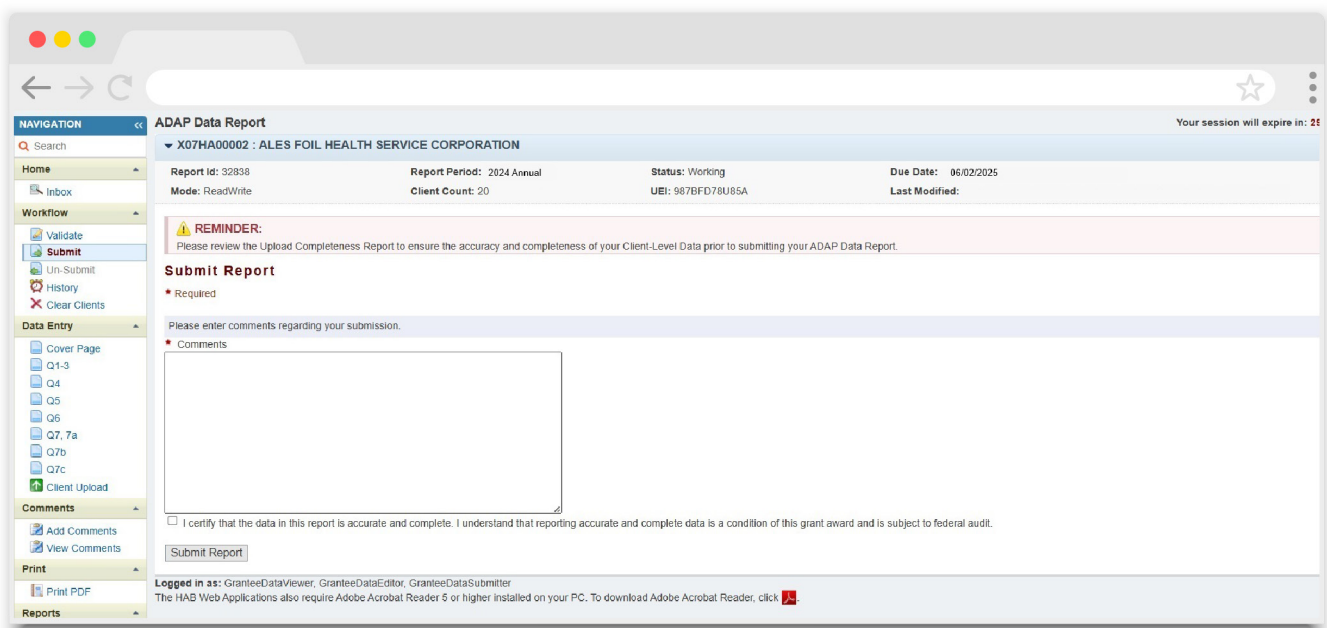 NAVIGATION «
Search
Home
Inbox
Workflow
Validate
Submit
Un-Submit
History
Clear Clients
Data Entry
Cover Page
Q1-3
Q4
Q5
Q6
Q7, 7a
Q7b
Q7c
Client Upload
Comments
Add Comments
View Comments
Print
Print PDF
Reports
ADAP Data Report
Your session will expire in:
X07HA00002 : ALES FOIL HEALTH SERVICE CORPORATION
Report Id: 32838 Report Period: 2024 Annual Status: Working Due Date: 06/02/2025
Mode: ReadWrite Client Count: 20 UEI: 987BFD78U85A Last Modified:
REMINDER:
Please review the Upload Completeness Report to ensure the accuracy and completeness of your Client-Level Data prior to submitting your ADAP Data Report.
Submit Report
* Required
Please enter comments regarding your submission.
* Comments
I certify that the data in this report is accurate and complete. I understand that reporting accurate and complete data is a condition of this grant award and is subject to federal audit.
Submit Report
Logged in as: GranteeDataViewer, GranteeDataEditor, GranteeDataSubmitter
The HAB Web Applications also require Adobe Acrobat Reader 5 or higher installed on your PC. To download Adobe Acrobat Reader, click .